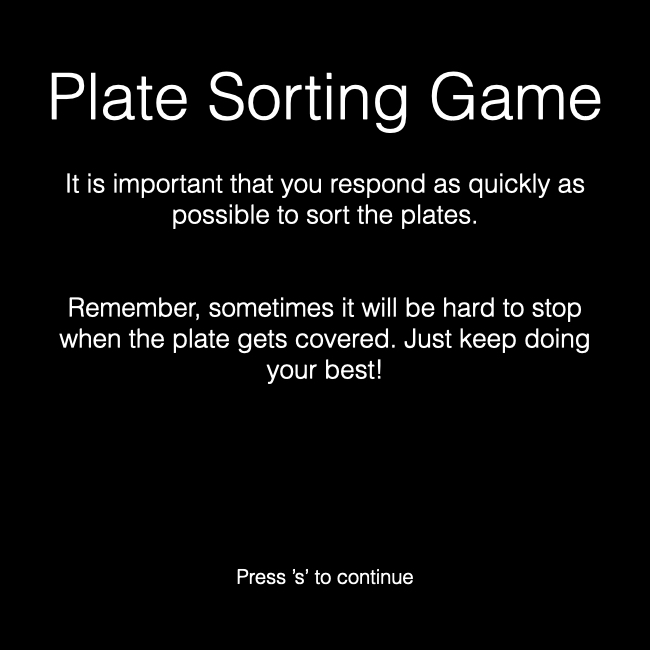 Plate Sorting Game
It is important that you respond as quickly as
possible to sort the plates.
Remember, sometimes it will be hard to stop
when the plate gets covered. Just keep doing
your best!
Press ’s’ to continue